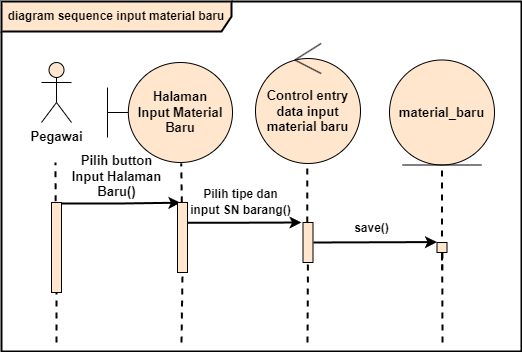 diagram sequence input material baru
Pegawai
Halaman
Input Material
Baru
Control entry
data input
material baru
material_baru
Pilih button
Input Halaman
Baru()
Pilih tipe dan
input SN barang()
save()